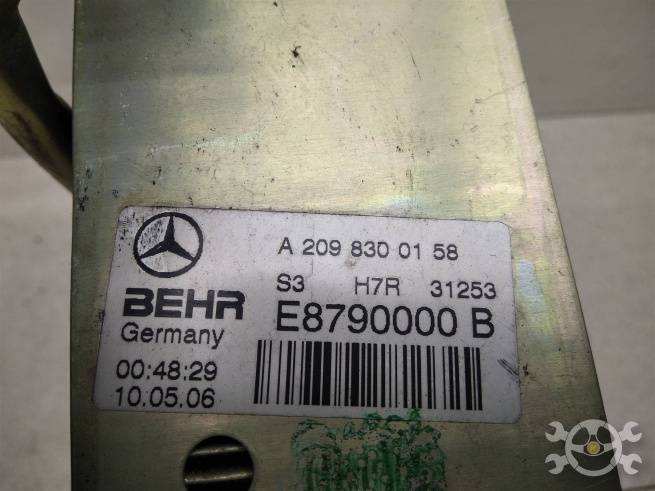 A 209 830 01 58
S3 H7R 31253
BEHR
E8790000 B
Germany
00:48:29
10.05.06